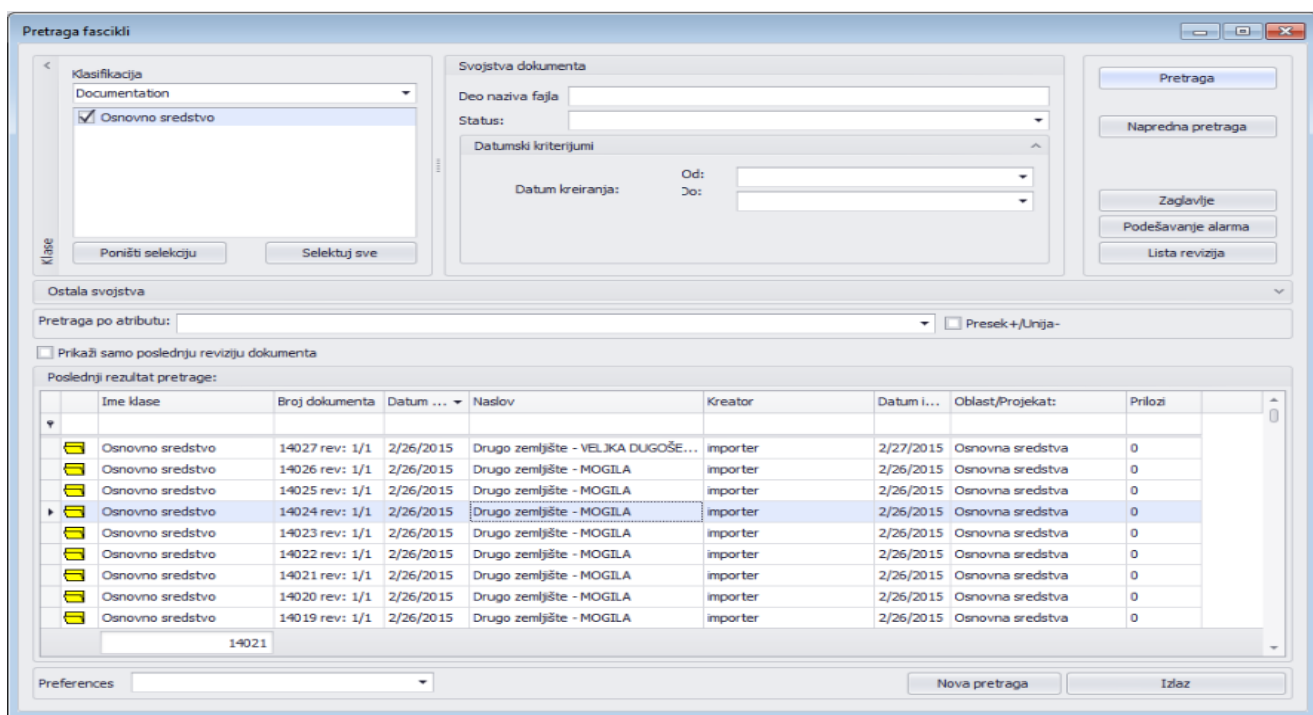 Pretraga fascikli
Klasifikacija
Documentation
Osnovno sredstvo
Poništi selekciju Selektuj sve
Klase
Svojstva dokumenta
Deo naziva fajla
Status:
Datumski kriterijumi
Datum kreiranja: Od:
Do:
Pretraga
Napredna pretraga
Zaglavlje
Podešavanje alarma
Lista revizija
Ostala svojstva
Pretraga po atributu: Presek+/Unija-
Prikaži samo poslednju reviziju dokumenta
Poslednji rezultat pretrage:
Ime klase Broj dokumenta Datum ... Naslov Kreator Datum i... Oblast/Projekat: Prilozi
Osnovno sredstvo 14027 rev: 1/1 2/26/2015 Drugo zemljište - VELJKA DUGOŠE... importer 2/27/2015 Osnovna sredstva 0
Osnovno sredstvo 14026 rev: 1/1 2/26/2015 Drugo zemljište - MOGILA importer 2/26/2015 Osnovna sredstva 0
Osnovno sredstvo 14025 rev: 1/1 2/26/2015 Drugo zemljište - MOGILA importer 2/26/2015 Osnovna sredstva 0
Osnovno sredstvo 14024 rev: 1/1 2/26/2015 Drugo zemljište - MOGILA importer 2/26/2015 Osnovna sredstva 0
Osnovno sredstvo 14023 rev: 1/1 2/26/2015 Drugo zemljište - MOGILA importer 2/26/2015 Osnovna sredstva 0
Osnovno sredstvo 14022 rev: 1/1 2/26/2015 Drugo zemljište - MOGILA importer 2/26/2015 Osnovna sredstva 0
Osnovno sredstvo 14021 rev: 1/1 2/26/2015 Drugo zemljište - MOGILA importer 2/26/2015 Osnovna sredstva 0
Osnovno sredstvo 14020 rev: 1/1 2/26/2015 Drugo zemljište - MOGILA importer 2/26/2015 Osnovna sredstva 0
Osnovno sredstvo 14019 rev: 1/1 2/26/2015 Drugo zemljište - MOGILA importer 2/26/2015 Osnovna sredstva 0
14021
Preferences Nova pretraga Izlaz